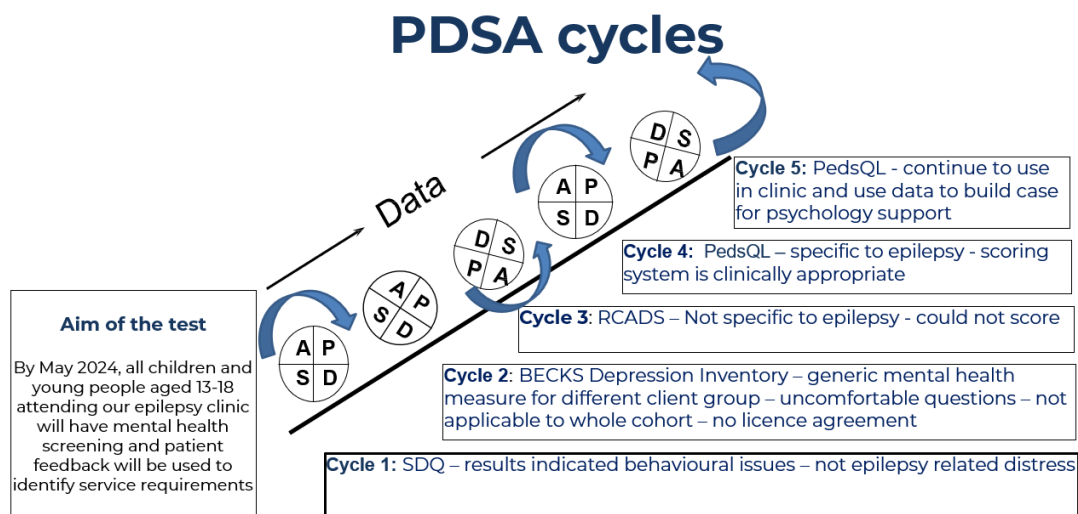 PDSA cycles
Data
D S
P A
A P
S D
D S
P A
A P
S D
A P
S D
Aim of the test
By May 2024, all children and
young people aged 13-18
attending our epilepsy clinic
will have mental health
screening and patient
feedback will be used to
identify service requirements
Cycle 5: PedsQL - continue to use
in clinic and use data to build case
for psychology support
Cycle 4: PedsQL – specific to epilepsy - scoring
system is clinically appropriate
Cycle 3: RCADS – Not specific to epilepsy - could not score
Cycle 2: BECKS Depression Inventory – generic mental health
measure for different client group – uncomfortable questions – not
applicable to whole cohort – no licence agreement
Cycle 1: SDQ – results indicated behavioural issues – not epilepsy related distress